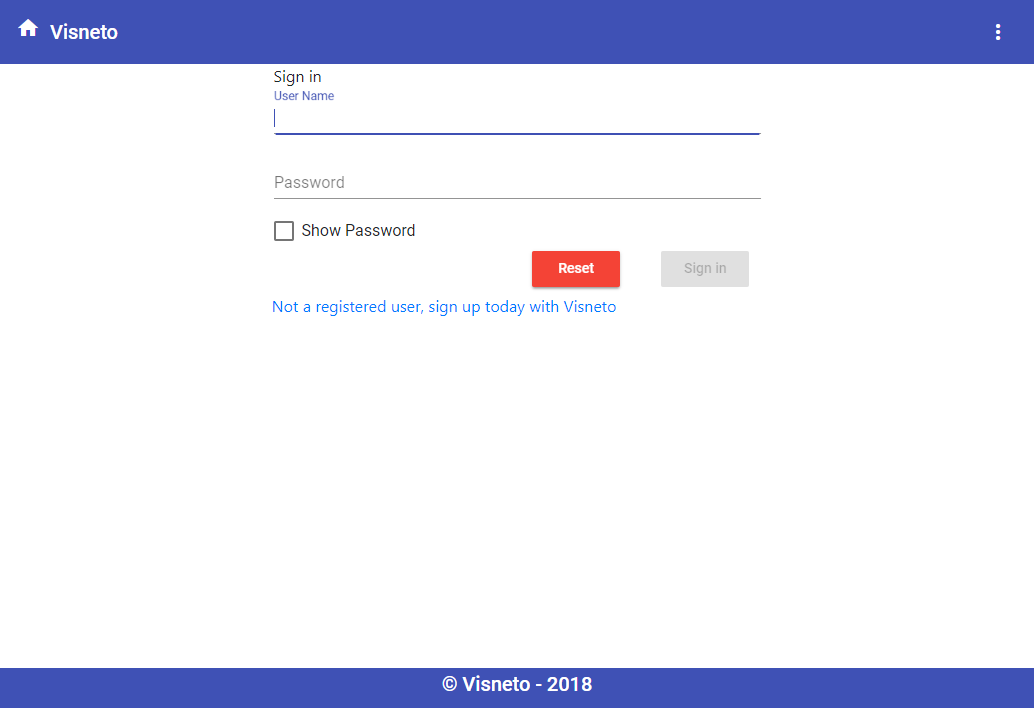 Visneto
Sign in
User Name
Password
Show Password
Reset Sign in
Not a registered user, sign up today with Visneto
© Visneto - 2018